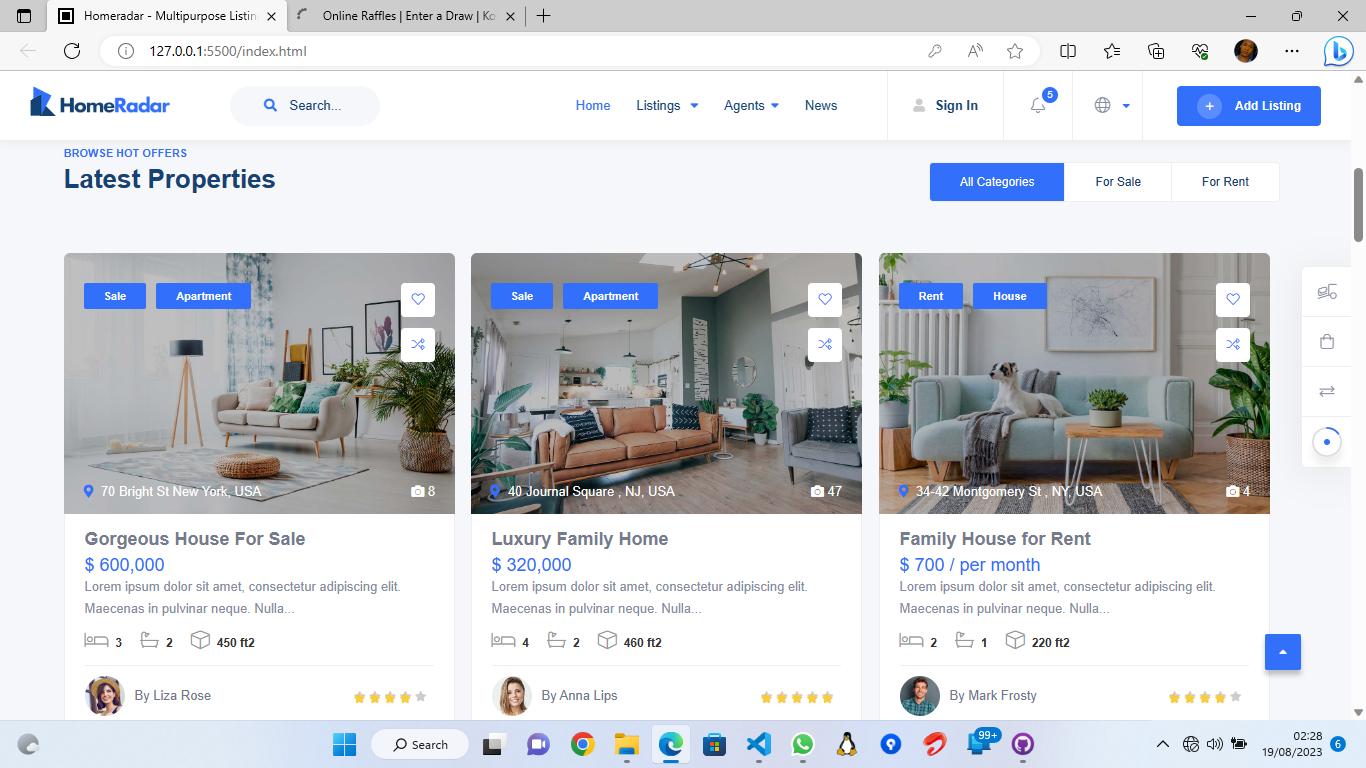 Homeradar - Multipurpose Listin
Online Raffles | Enter a Draw | Ko
127.0.0.1:5500/index.html
HomeRadar
Search...
Home
Listings
Agents
News
Sign In
5
Add Listing
BROWSE HOT OFFERS
Latest Properties
All Categories
For Sale
For Rent
Sale
Apartment
70 Bright St New York, USA
8
Sale
Apartment
40 Journal Square , NJ, USA
47
Rent
House
34-42 Montgomery St , NY, USA
4
Gorgeous House For Sale
$ 600,000
Lorem ipsum dolor sit amet, consectetur adipiscing elit.
Maecenas in pulvinar neque. Nulla...
3
2
450 ft2
By Liza Rose
Luxury Family Home
$ 320,000
Lorem ipsum dolor sit amet, consectetur adipiscing elit.
Maecenas in pulvinar neque. Nulla...
4
2
460 ft2
By Anna Lips
Family House for Rent
$ 700 / per month
Lorem ipsum dolor sit amet, consectetur adipiscing elit.
Maecenas in pulvinar neque. Nulla...
2
1
220 ft2
By Mark Frosty
Search
99+
02:28
19/08/2023
6